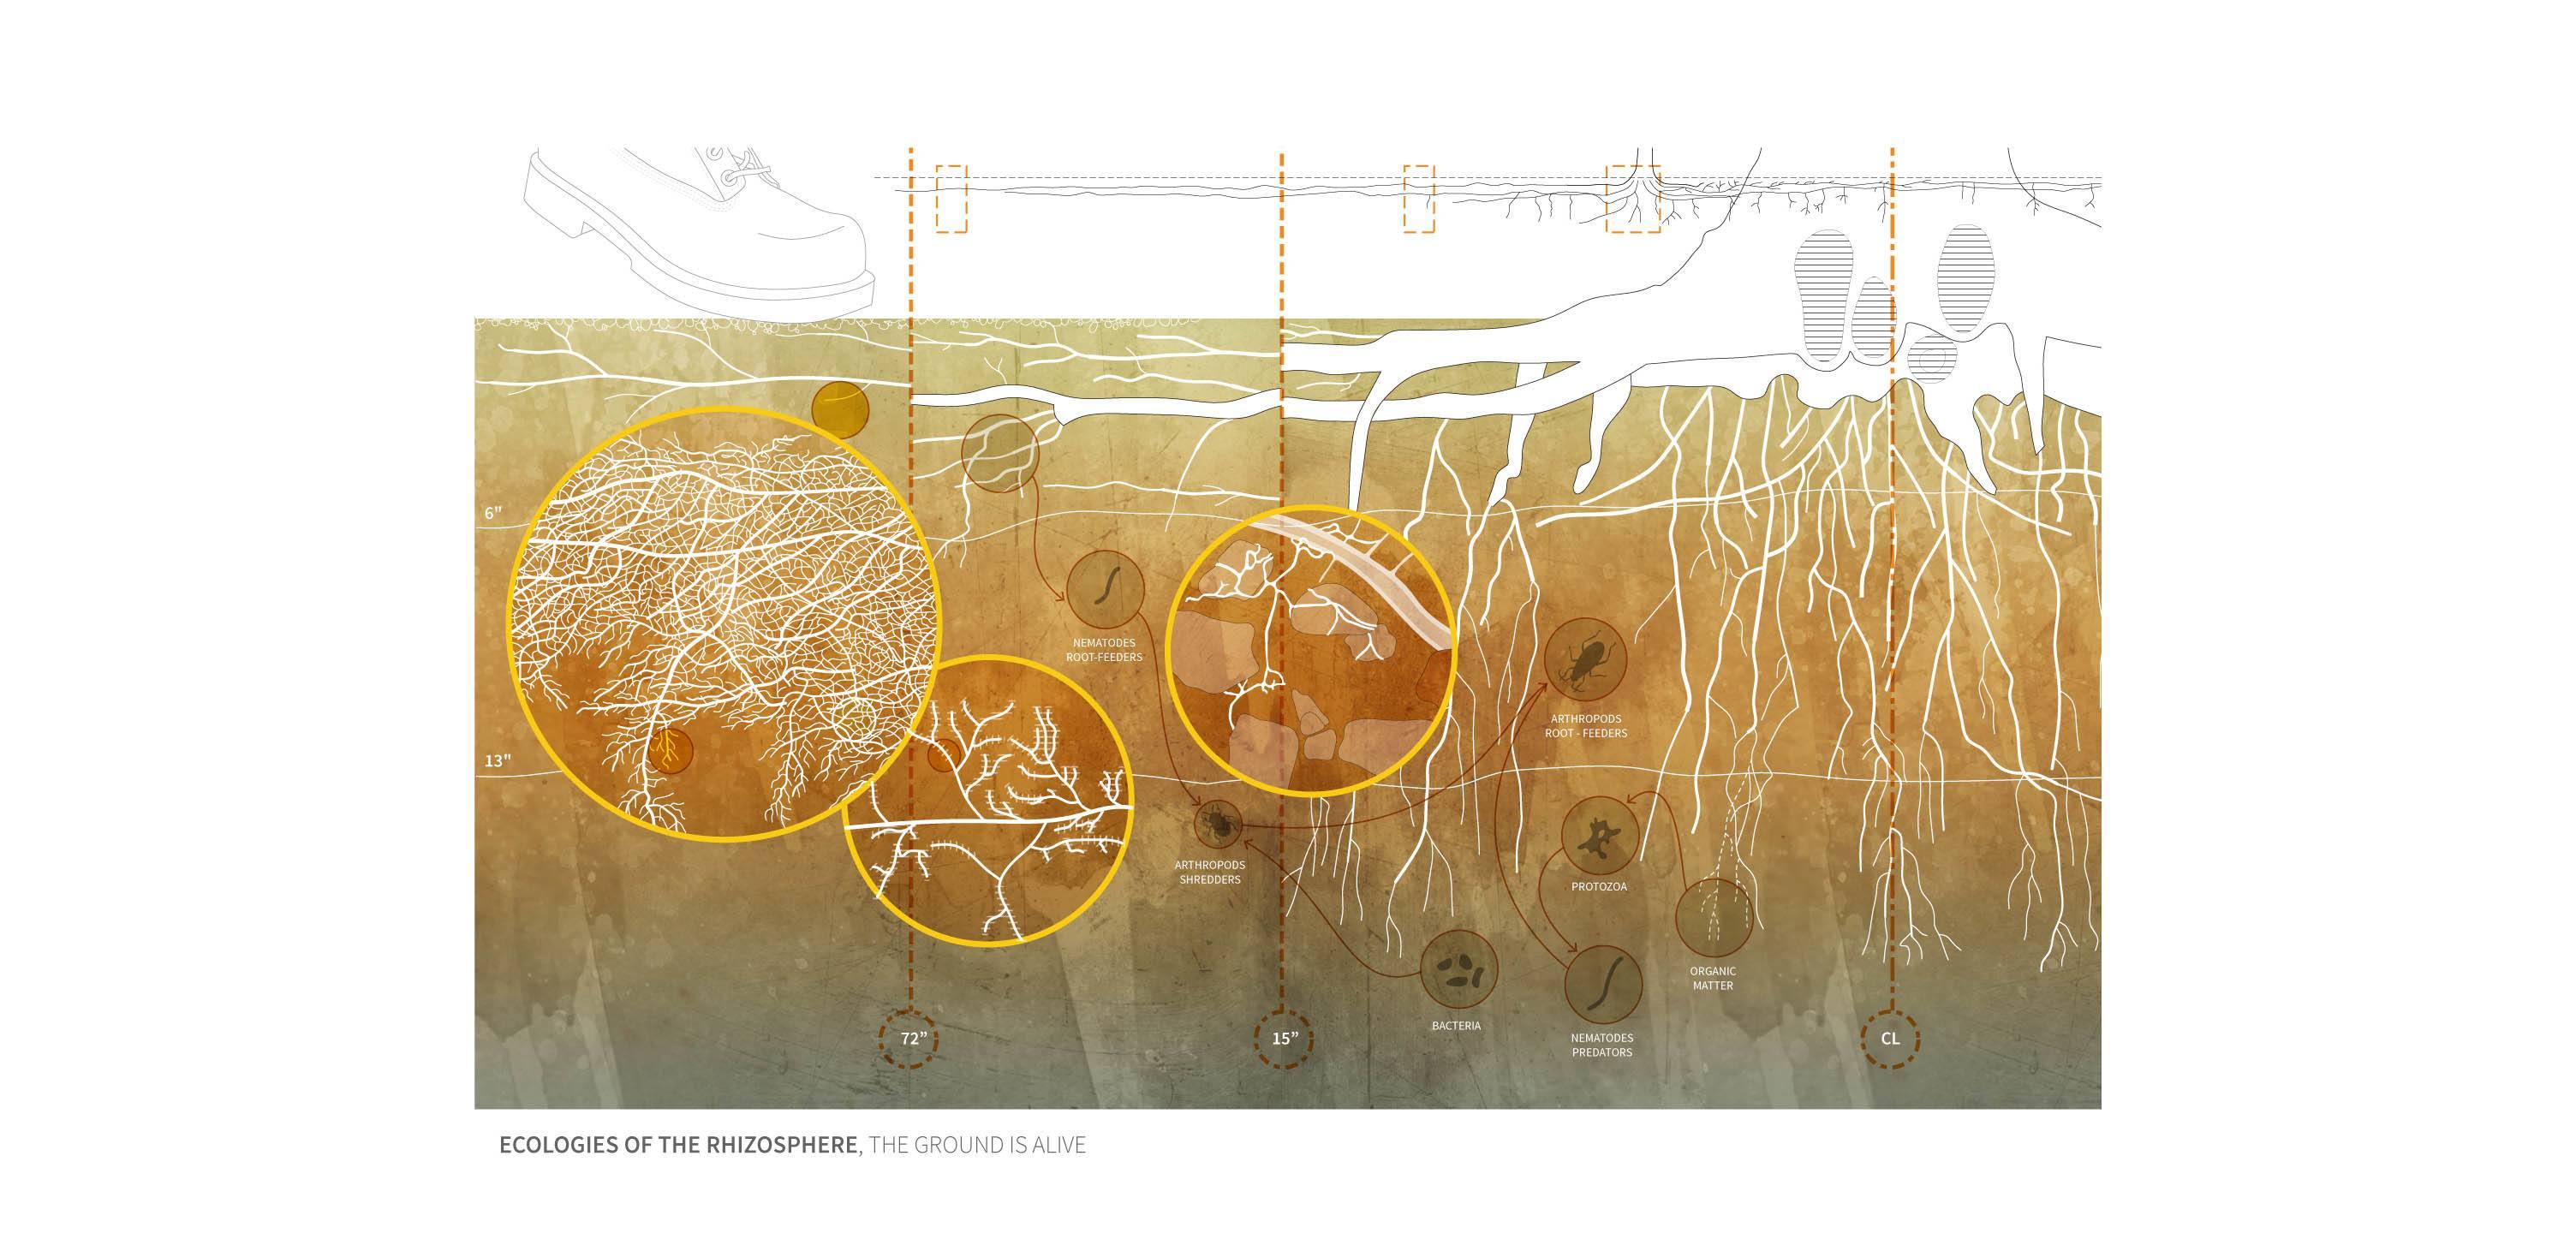 6"
NEMATODES
ROOT-FEEDERS
ARTHROPODS
ROOT - FEEDERS
13"
ARTHROPODS
SHREDDERS
PROTOZOA
ORGANIC
MATTER
BACTERIA
NEMATODES
PREDATORS
72”
15”
CL
ECOLOGIES OF THE RHIZOSPHERE, THE GROUND IS ALIVE